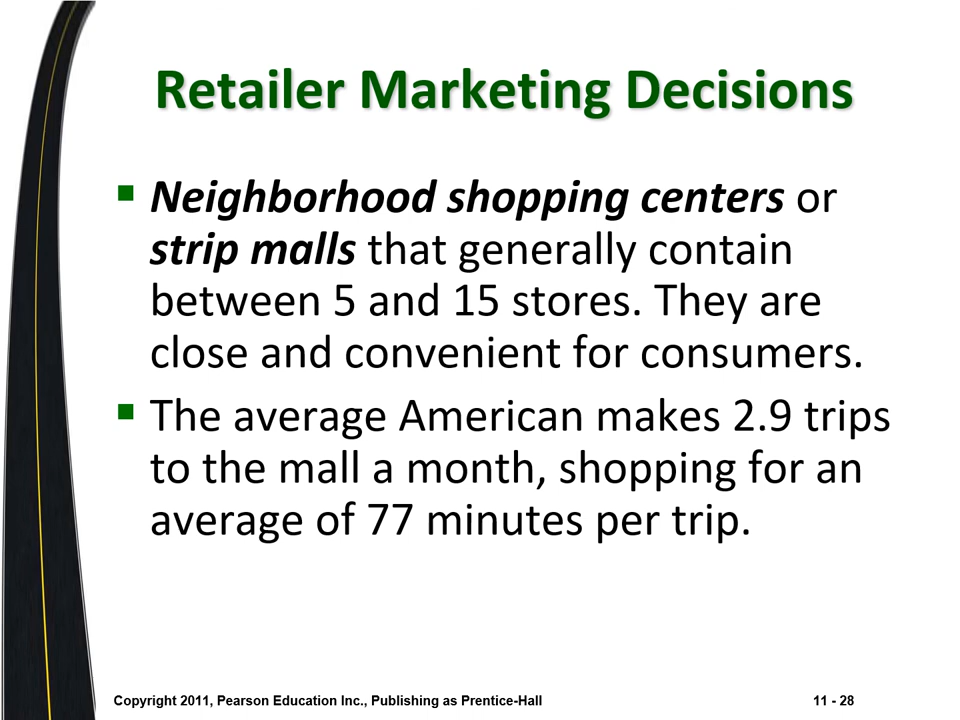 Retailer Marketing Decisions
▪ Neighborhood shopping centers or
strip malls that generally contain
between 5 and 15 stores. They are
close and convenient for consumers.
▪ The average American makes 2.9 trips
to the mall a month, shopping for an
average of 77 minutes per trip.
Copyright 2011, Pearson Education Inc., Publishing as Prentice-Hall
11 - 28